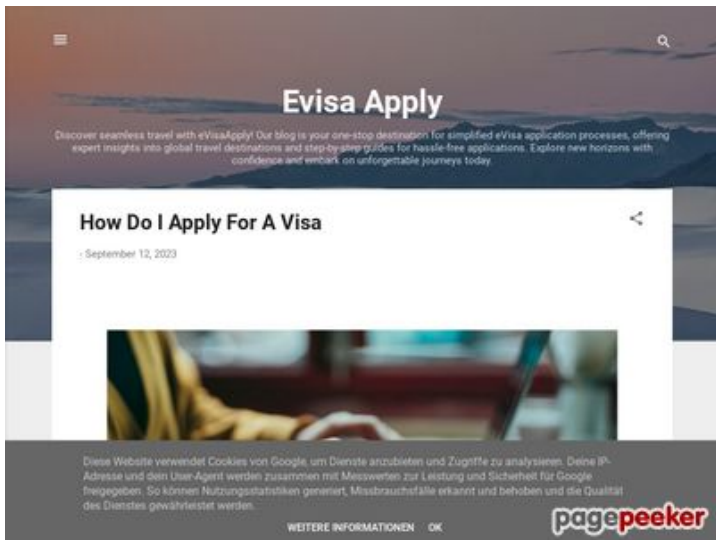 Evisa Apply
Discover seamless travel with eVisaApply! Our blog is your one-stop destination for simplified eVisa application processes, offering
expert insights into global travel destinations and step-by-step guides for hassle-free applications. Explore new horizons with
confidence and embark on unforgettable journeys today.
How Do I Apply For A Visa
- September 12, 2023
Diese Website verwendet Cookies von Google, um Dienste anzubieten und Zugriffe zu analysieren. Deine IP-
Adresse und dein User-Agent werden zusammen mit Messwerten zur Leistung und Sicherheit für Google
freigegeben. So können Nutzungsstatistiken generiert, Missbrauchsfälle erkannt und behoben und die Qualität
des Dienstes gewährleistet werden.
WEITERE INFORMATIONEN OK
pagepeeker